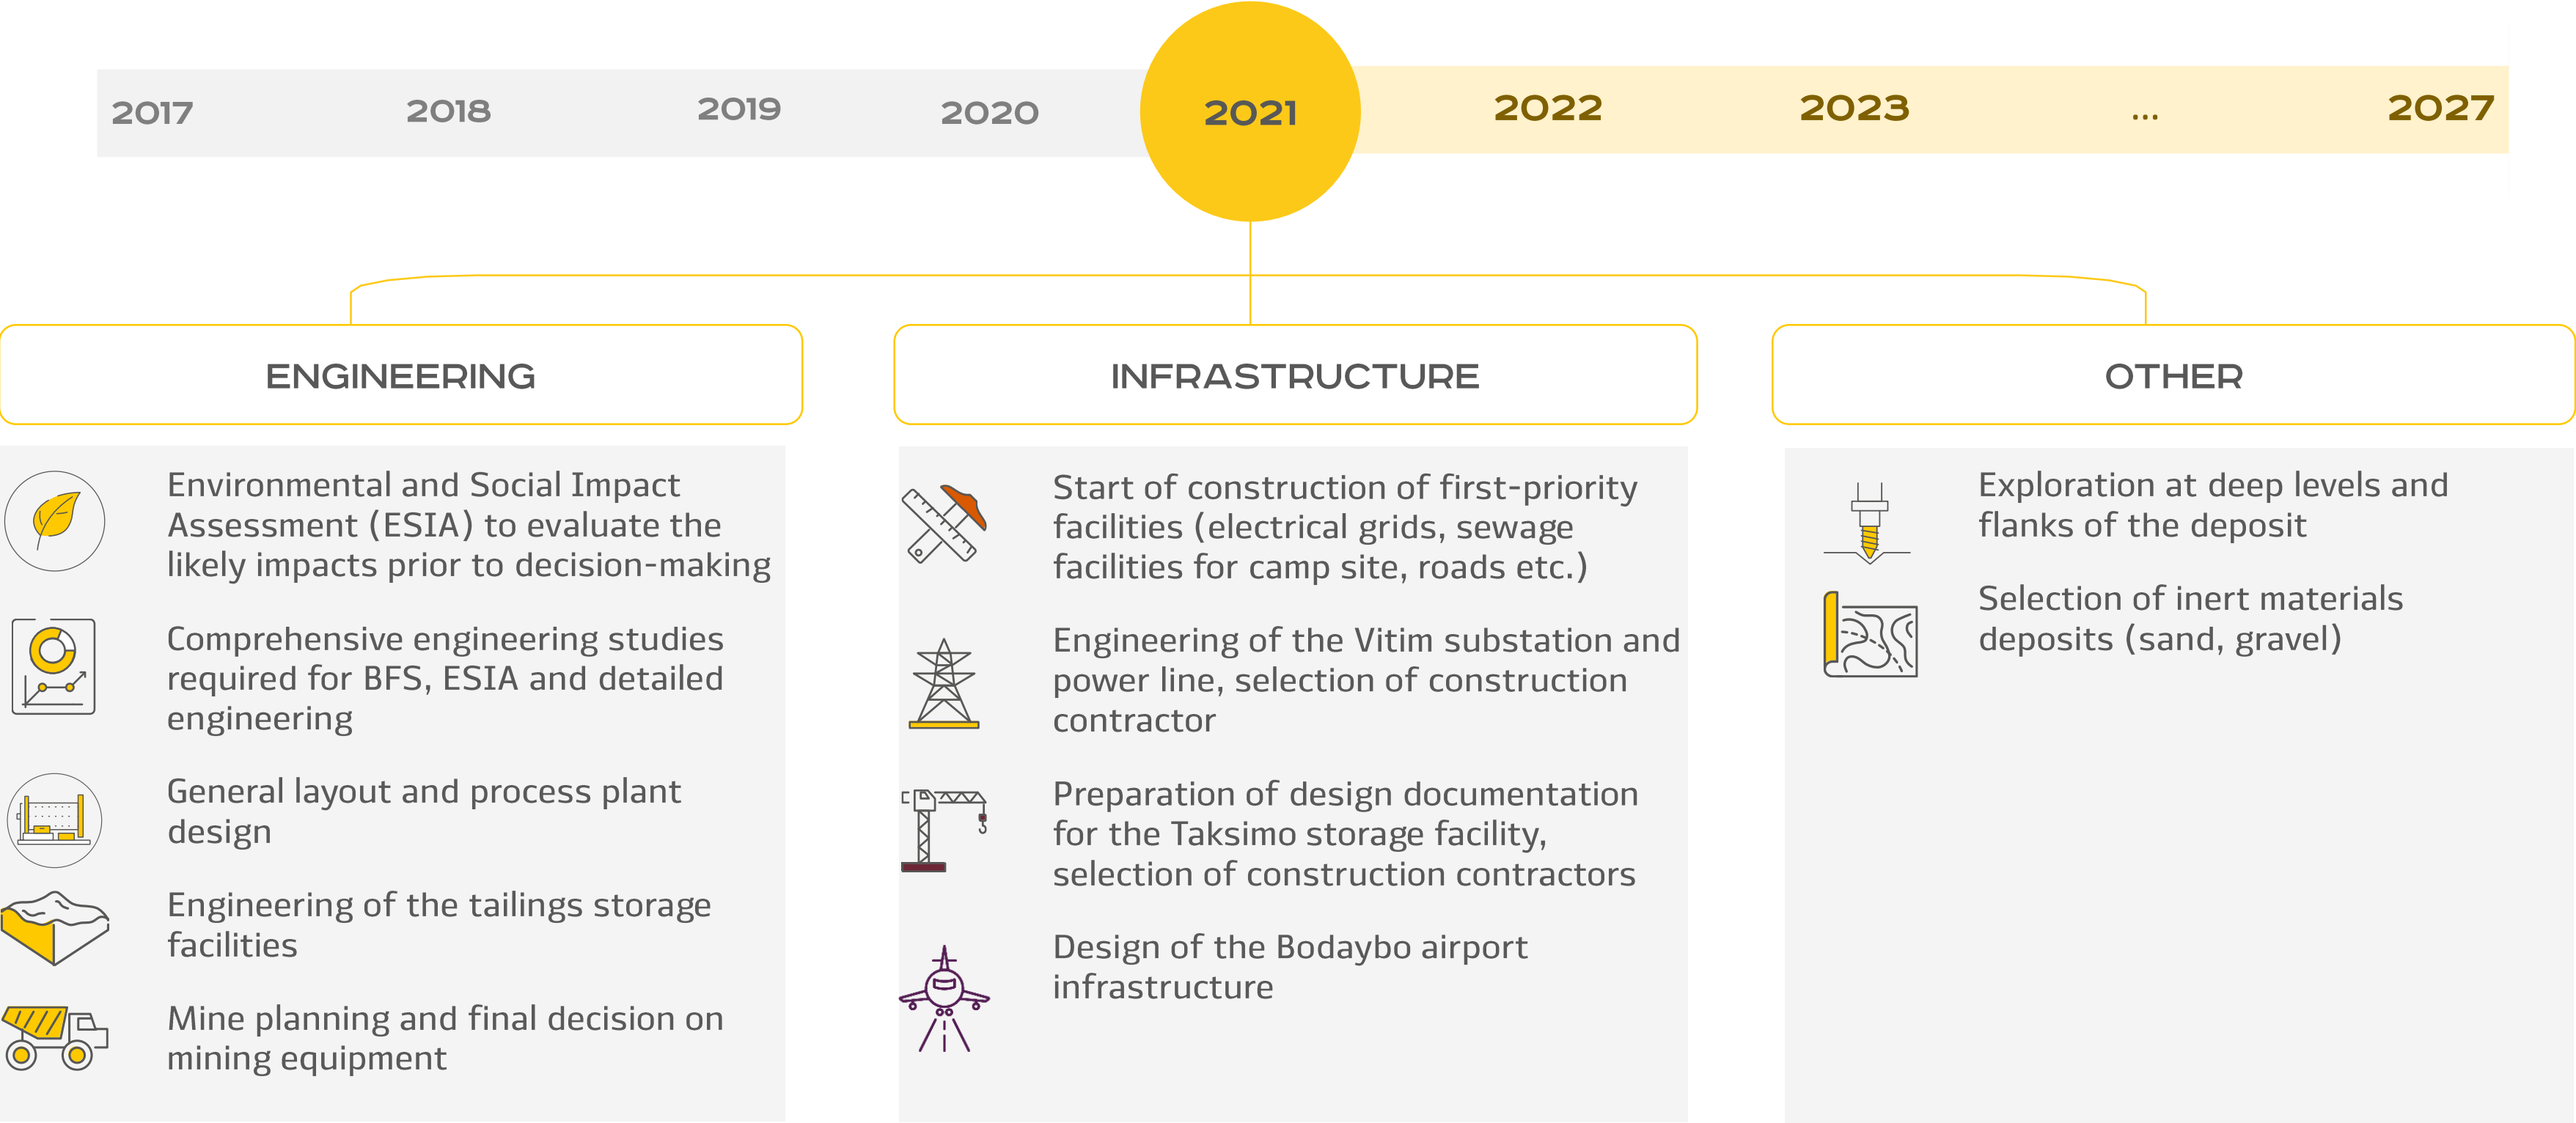 2017
2018
2019
2020
2021
2022
2023
...
2027
ENGINEERING
Environmental and Social Impact
Assessment (ESIA) to evaluate the
likely impacts prior to decision-making
Comprehensive engineering studies
required for BFS, ESIA and detailed
engineering
General layout and process plant
design
Engineering of the tailings storage
facilities
Mine planning and final decision on
mining equipment
INFRASTRUCTURE
Start of construction of first-priority
facilities (electrical grids, sewage
facilities for camp site, roads etc.)
Engineering of the Vitim substation and
power line, selection of construction
contractor
Preparation of design documentation
for the Taksimo storage facility,
selection of construction contractors
Design of the Bodaybo airport
infrastructure
OTHER
Exploration at deep levels and
flanks of the deposit
Selection of inert materials
deposits (sand, gravel)